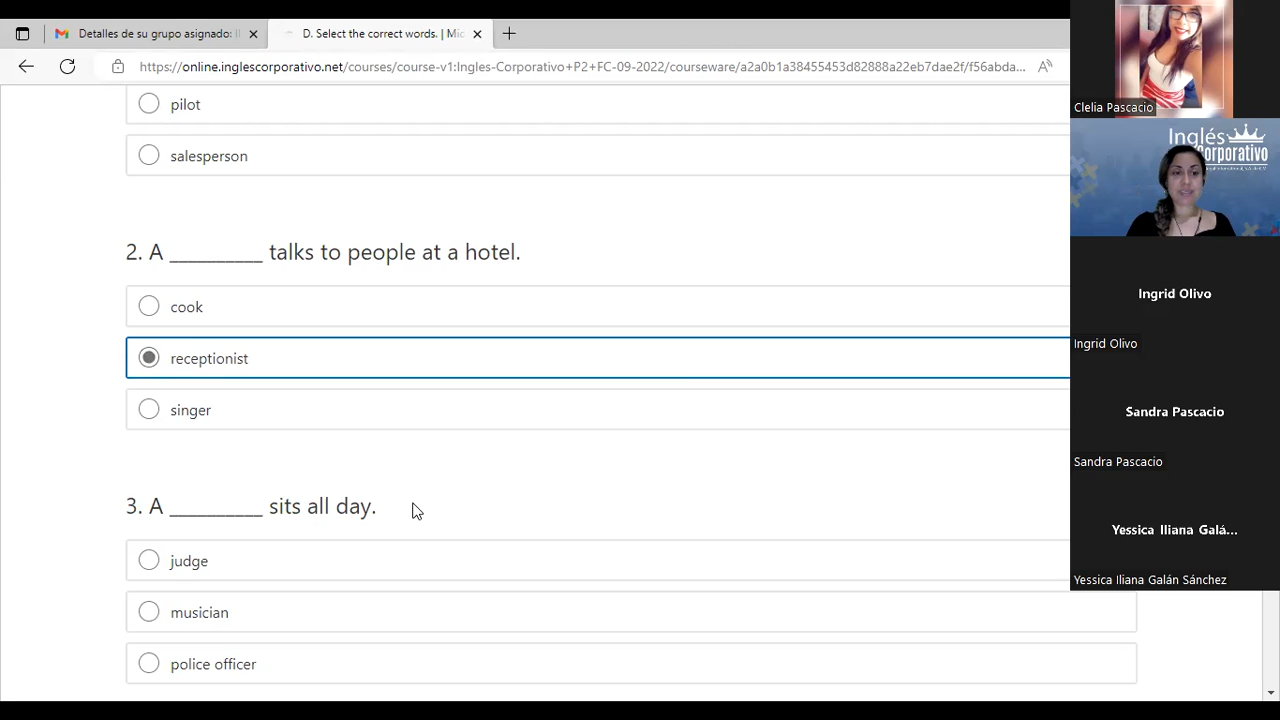 Detalles de su grupo asignado:
D. Select the correct words. | Mic
https://online.inglescorporativo.net/courses/course-v1:Ingles-Corporativo+P2+FC-09-2022/courseware/a2a0b1a38455453d82888a22eb7dae2f/f56abda...
pilot
salesperson
2. A __________ talks to people at a hotel.
cook
receptionist
singer
3. A __________ sits all day.
judge
musician
police officer
Clelia Pascacio
Inglés
Corporativo
Ingrid Olivo
Ingrid Olivo
Sandra Pascacio
Sandra Pascacio
Yessica Iliana Galá...
Yessica Iliana Galán Sánchez